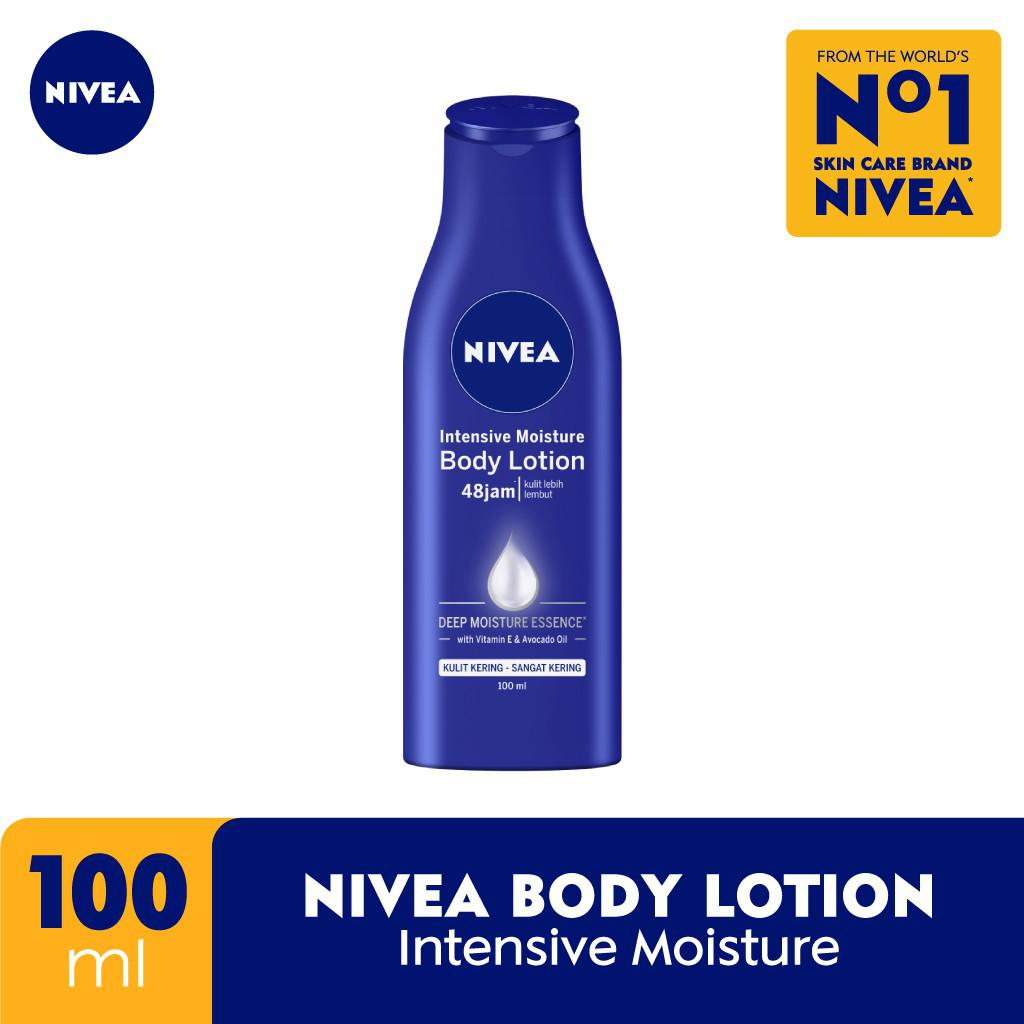 NIVEA
FROM THE WORLD'S
Nº1
SKIN CARE BRAND
NIVEA*
NIVEA
Intensive Moisture
Body Lotion
48jam*
kulit lebih
lembut
DEEP MOISTURE ESSENCE*
with Vitamin E & Avocado Oil
KULIT KERING - SANGAT KERING
100 ml
100
ml
NIVEA BODY LOTION
Intensive Moisture